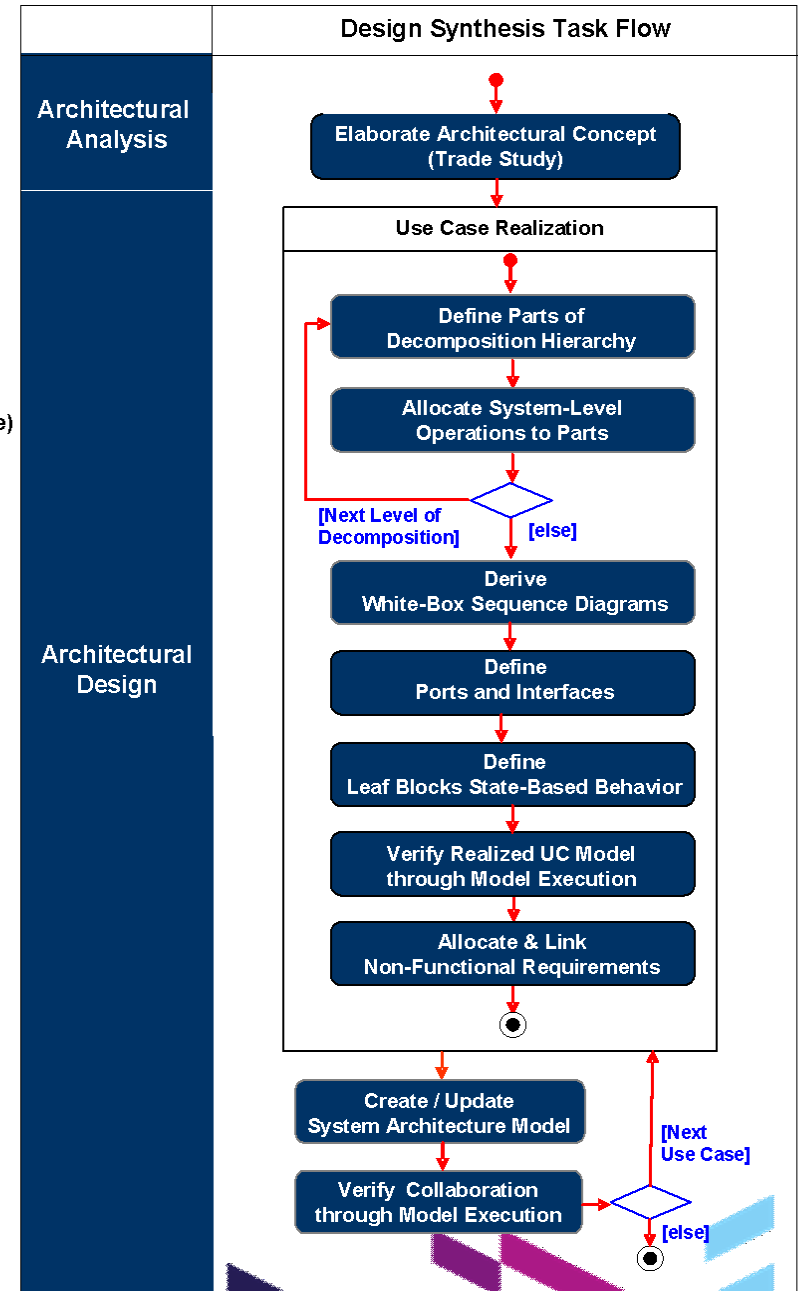 Design Synthesis Task Flow
Architectural
Analysis
Elaborate Architectural Concept
(Trade Study)
Use Case Realization
Define Parts of
Decomposition Hierarchy
Allocate System-Level
Operations to Parts
e)
[Next Level of
Decomposition]
[else]
Derive
White-Box Sequence Diagrams
Architectural
Design
Define
Ports and Interfaces
Define
Leaf Blocks State-Based Behavior
Verify Realized UC Model
through Model Execution
Allocate & Link
Non-Functional Requirements
Create / Update
System Architecture Model
[Next
Use Case]
Verify Collaboration
through Model Execution
[else]